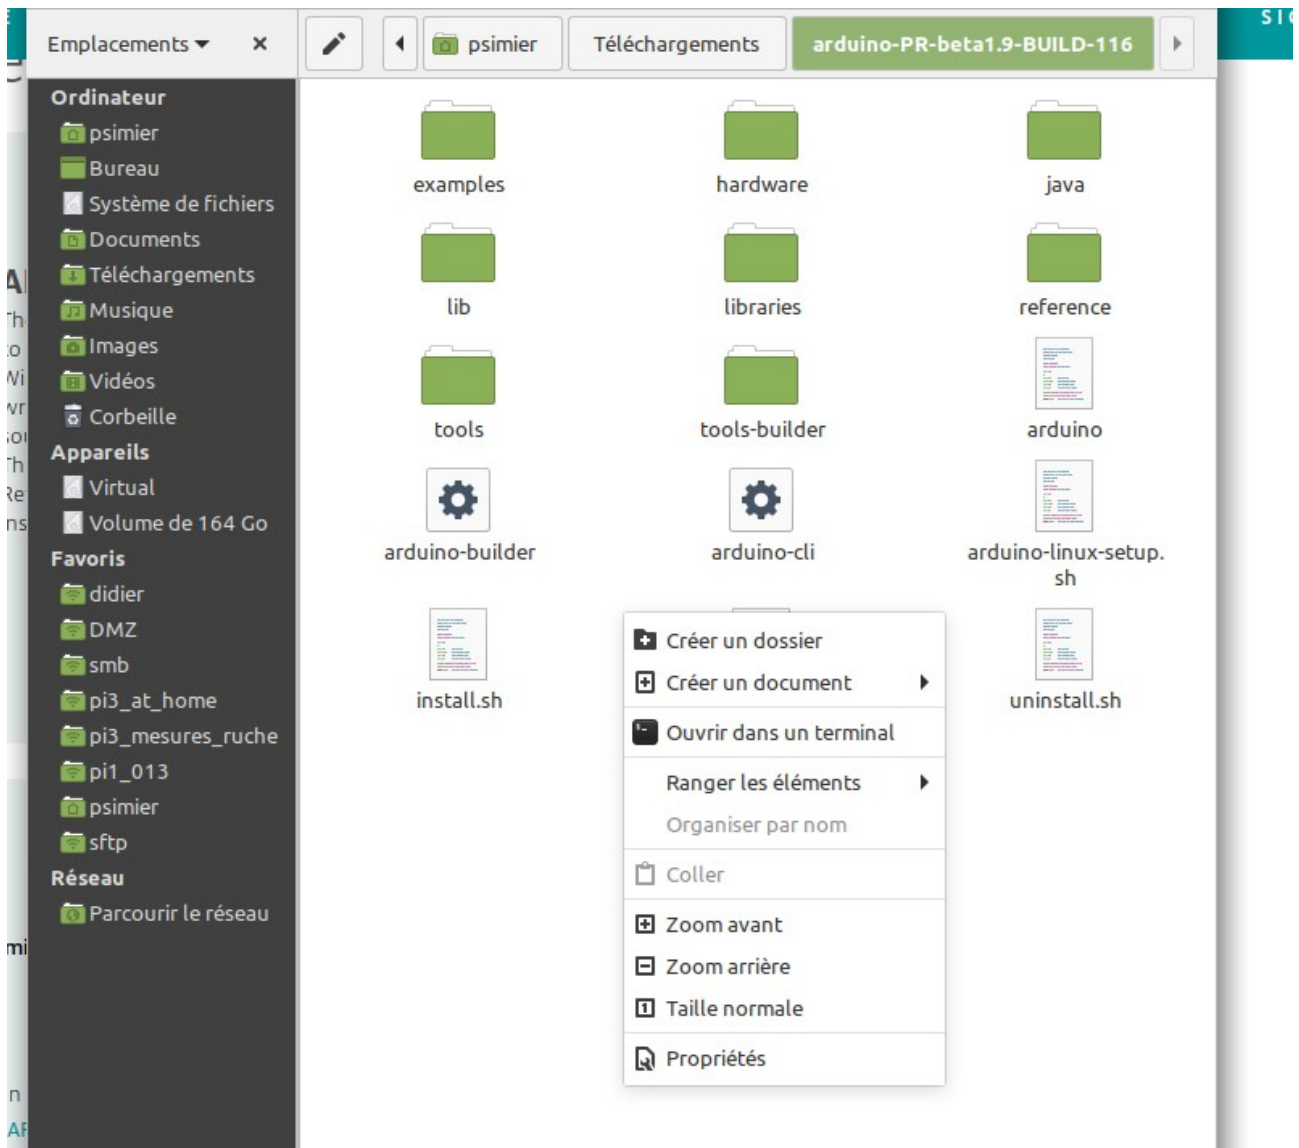 Emplacements
psimier
Téléchargements
arduino-PR-beta1.9-BUILD-116
Ordinateur
psimier
Bureau
Système de fichiers
Documents
Téléchargements
Musique
Images
Vidéos
Corbeille
Appareils
Virtual
Volume de 164 Go
Favoris
didier
DMZ
smb
pi3_at_home
pi3_mesures_ruche
pi1_013
psimier
sftp
Réseau
Parcourir le réseau
examples
hardware
java
lib
libraries
reference
tools
tools-builder
arduino
arduino-builder
arduino-cli
arduino-linux-setup.
sh
install.sh
uninstall.sh
Créer un dossier
Créer un document
Ouvrir dans un terminal
Ranger les éléments
Organiser par nom
Coller
Zoom avant
Zoom arrière
Taille normale
Propriétés